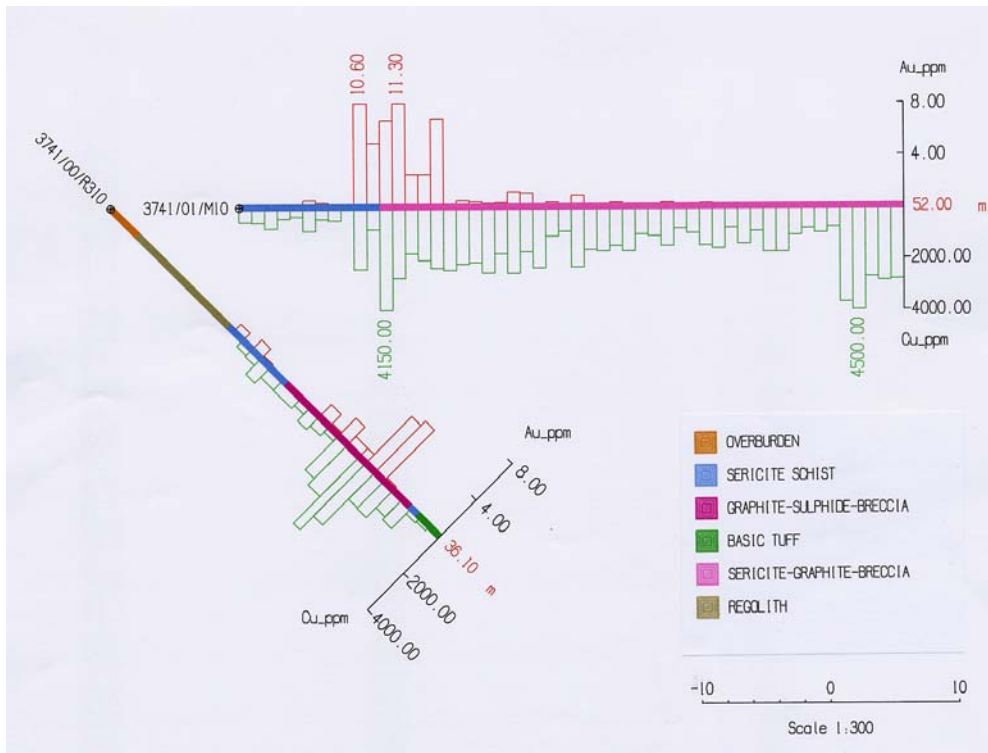 10.60
11.30
Au_ppm
8.00
4.00
3741/00/R310
3741/01/M10
52.00 m
2000.00
4000.00
Cu_ppm
4150.00
4500.00
Au_ppm
8.00
4.00
36.10 m
2000.00
4000.00
Cu_ppm
OVERBURDEN
SERICITE SCHIST
GRAPHITE-SULPHIDE-BRECCIA
BASIC TUFF
SERICITE-GRAPHITE-BRECCIA
REGOLITH
-10 0 10
Scale 1:300